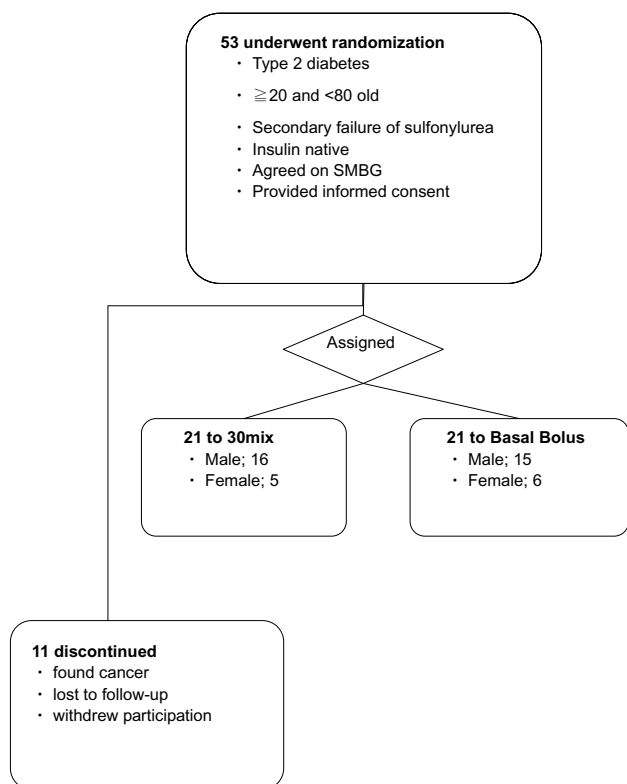 53 underwent randomization
・ Type 2 diabetes
・ ≧20 and <80 old
・ Secondary failure of sulfonylurea
・ Insulin native
・ Agreed on SMBG
・ Provided informed consent
Assigned
21 to 30mix
・ Male; 16
・ Female; 5
21 to Basal Bolus
・ Male; 15
・ Female; 6
11 discontinued
・ found cancer
・ lost to follow-up
・ withdrew participation